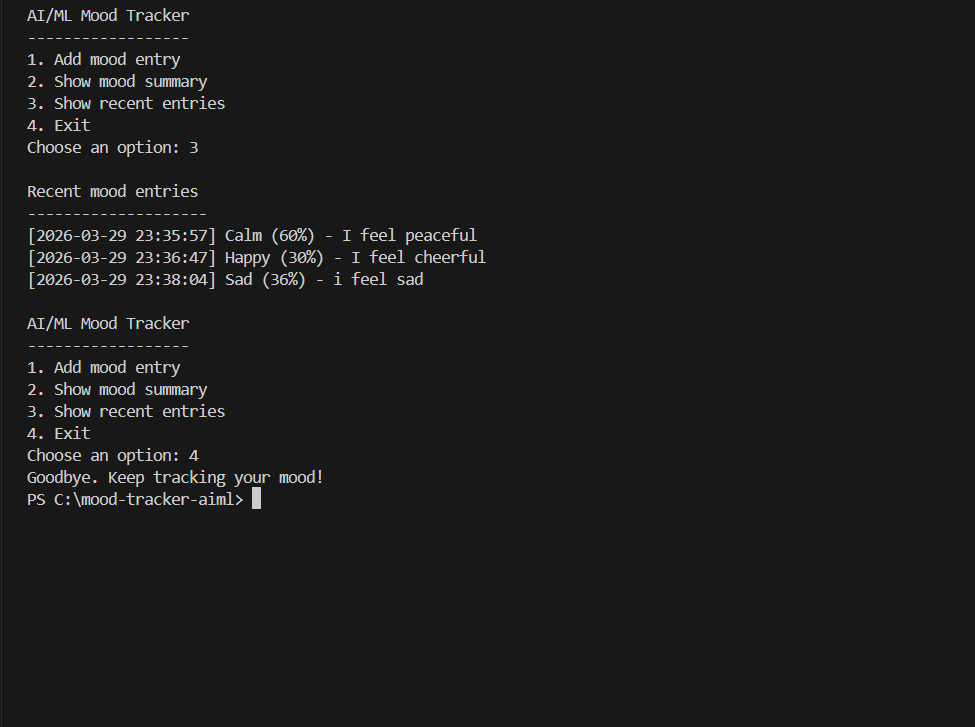 AI/ML Mood Tracker
------------------
1. Add mood entry
2. Show mood summary
3. Show recent entries
4. Exit
Choose an option: 3
Recent mood entries
--------------------
[2026-03-29 23:35:57] Calm (60%) - I feel peaceful
[2026-03-29 23:36:47] Happy (30%) - I feel cheerful
[2026-03-29 23:38:04] Sad (36%) - i feel sad
AI/ML Mood Tracker
------------------
1. Add mood entry
2. Show mood summary
3. Show recent entries
4. Exit
Choose an option: 4
Goodbye. Keep tracking your mood!
PS C:\mood-tracker-aiml>